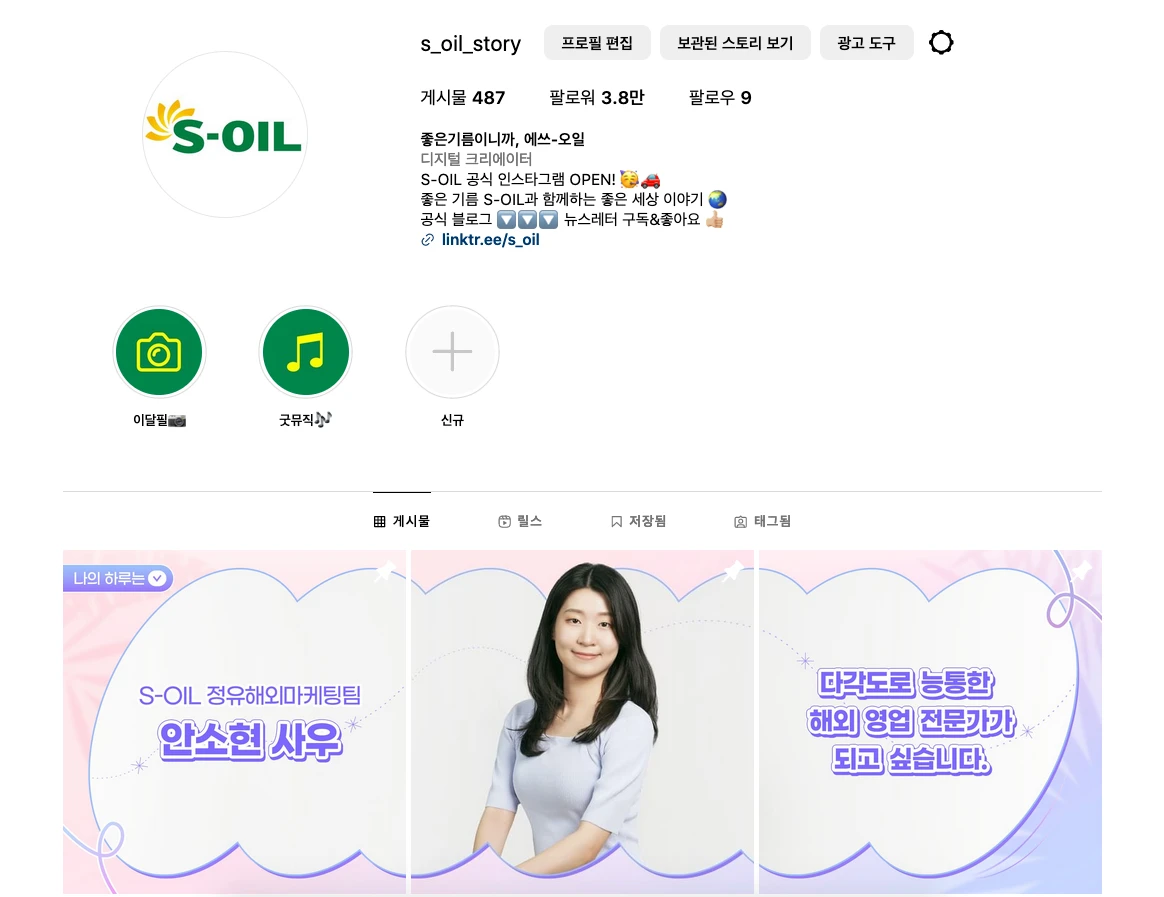 s_oil_story 프로필 편집 보관된 스토리 보기 광고 도구
게시물 487 팔로워 3.8만 팔로우 9
S-OIL
좋은기름이니까, 에쓰-오일
디지털 크리에이터
S-OIL 공식 인스타그램 OPEN! 🥳🚗
좋은 기름 S-OIL과 함께하는 좋은 세상 이야기 🌏
공식 블로그 🔽🔽🔽 뉴스레터 구독&좋아요 👍🏼
linktr.ee/s_oil
이달필📷 굿뮤직🎶 신규
게시물 릴스 저장됨 태그됨
나의 하루는
S-OIL 정유해외마케팅팀
안소현 사우
다각도로 능통한
해외 영업 전문가가
되고 싶습니다.